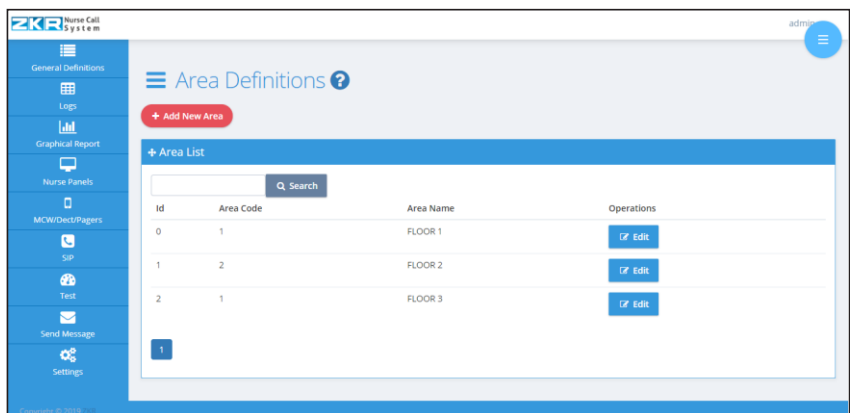 ZKR Nurse Call System
admin
General Definitions
Logs
Graphical Report
Nurse Panels
MCW/Dect/Pagers
SIP
Test
Send Message
Settings
Area Definitions ?
+ Add New Area
+ Area List
Search
Id Area Code Area Name Operations
0 1 FLOOR 1 Edit
1 2 FLOOR 2 Edit
2 1 FLOOR 3 Edit
1
Copyright © 2019